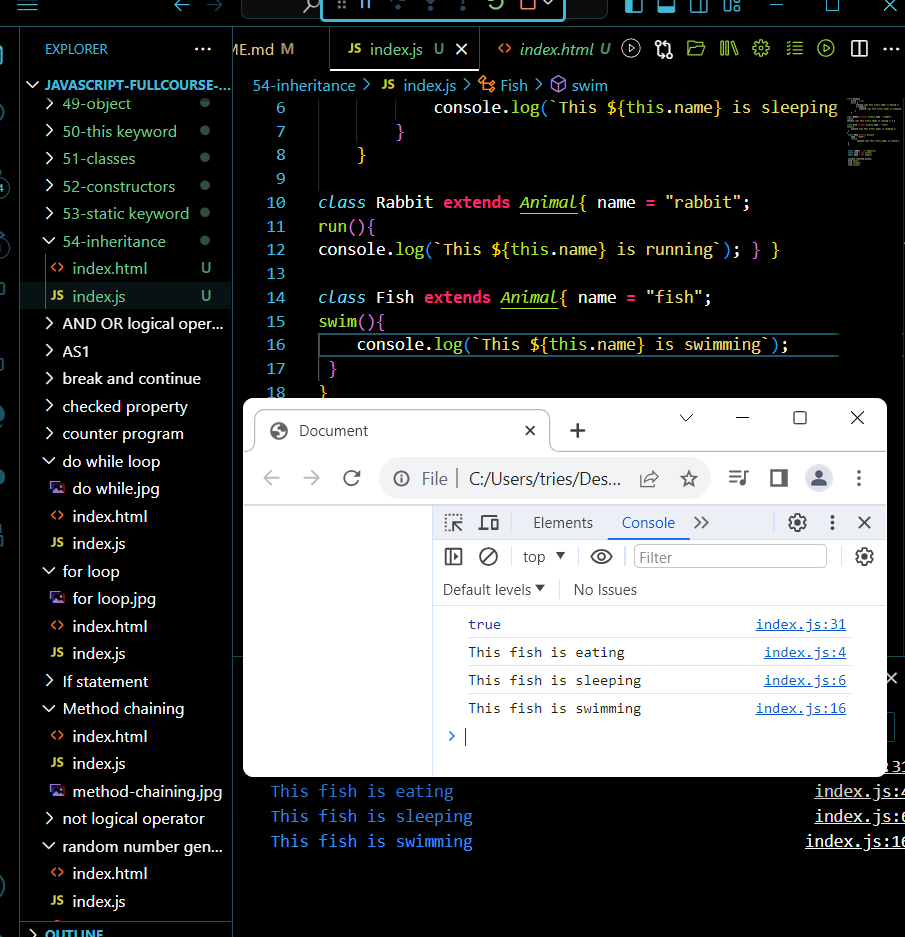 EXPLORER ...
JAVASCRIPT-FULLCOURSE-...
49-object
50-this keyword
51-classes
52-constructors
53-static keyword
54-inheritance
index.html U
JS index.js U
AND OR logical oper...
AS1
break and continue
checked property
counter program
do while loop
do while.jpg
index.html
JS index.js
for loop
for loop.jpg
index.html
JS index.js
If statement
Method chaining
index.html
JS index.js
method-chaining.jpg
not logical operator
random number gen...
index.html
JS index.js
OUTLINE
ME.md M
JS index.js U
index.html U
54-inheritance > JS index.js > Fish > swim
6 console.log(`This ${this.name} is sleeping
7 }
8 }
9
10 class Rabbit extends Animal{ name = "rabbit";
11 run(){
12 console.log(`This ${this.name} is running`); } }
13
14 class Fish extends Animal{ name = "fish";
15 swim(){
16 console.log(`This ${this.name} is swimming`);
17 }
18 }
Document
File | C:/Users/tries/Des...
Elements Console
top Filter
Default levels No Issues
true index.js:31
This fish is eating index.js:4
This fish is sleeping index.js:6
This fish is swimming index.js:16
>
:31
This fish is eating index.js:4
This fish is sleeping index.js:6
This fish is swimming index.js:16